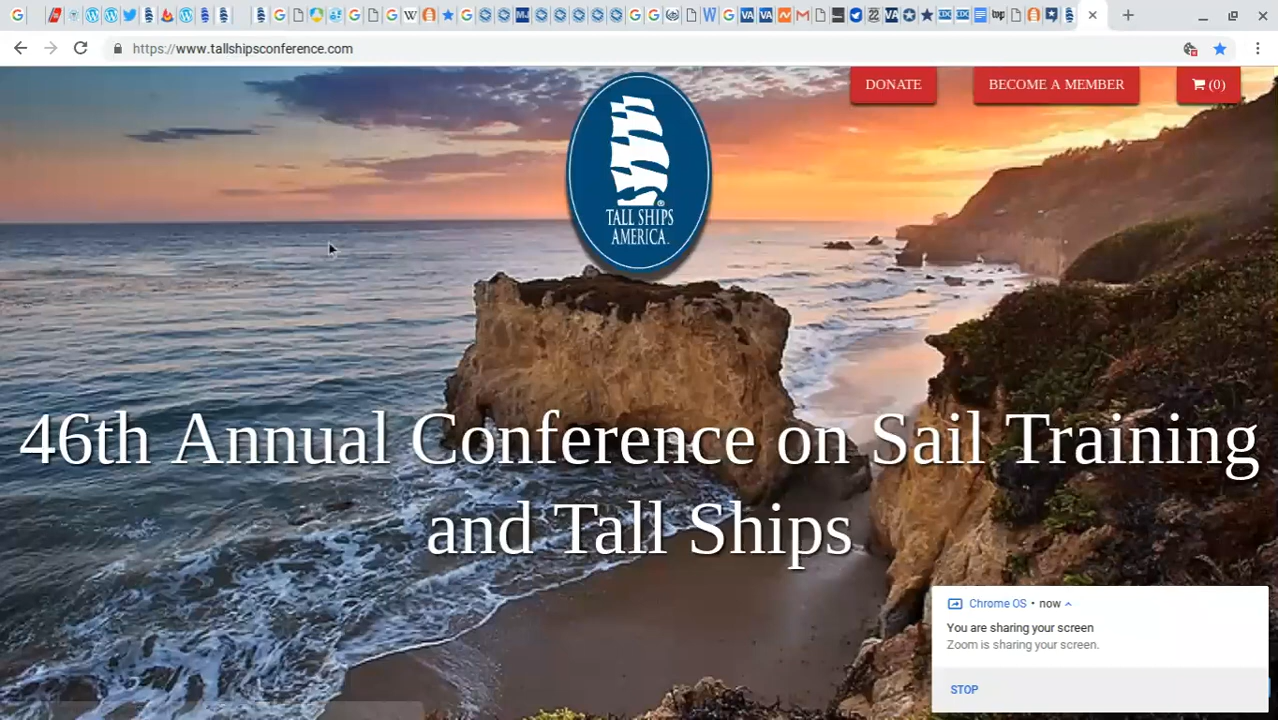 https://www.tallshipsconference.com
DONATE
BECOME A MEMBER
(0)
TALL SHIPS
AMERICA.
46th Annual Conference on Sail Training
and Tall Ships
Chrome OS • now
You are sharing your screen
Zoom is sharing your screen.
STOP